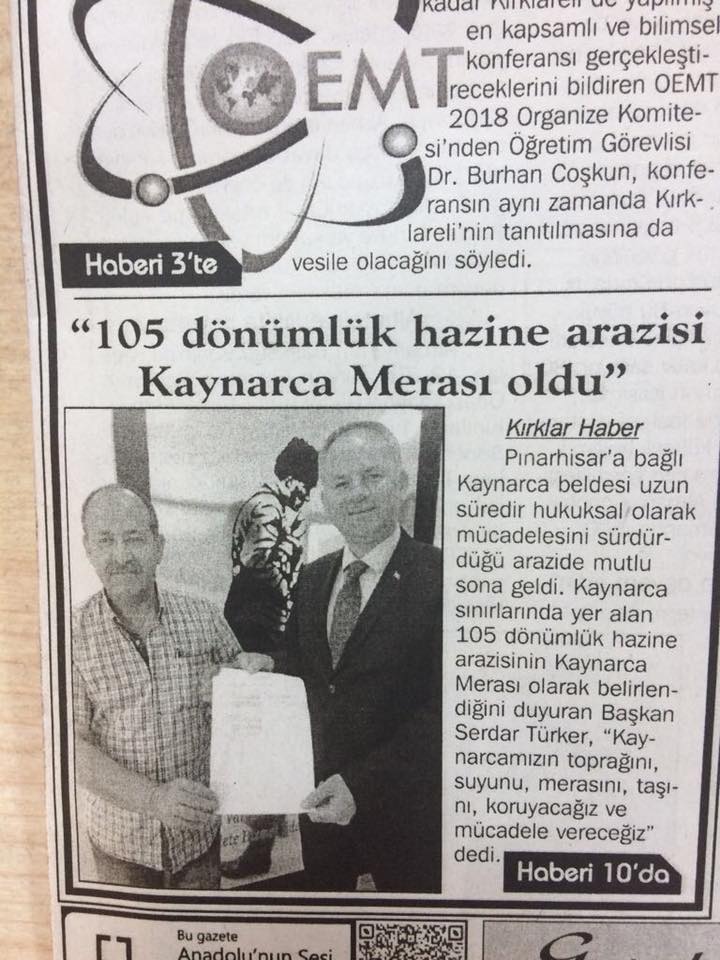 kadar Kırklareli'de yapılmış
en kapsamlı ve bilimsel
konferansı gerçekleşti-
receklerini bildiren OEMT
2018 Organize Komite-
si'nden Öğretim Görevlisi
Dr. Burhan Coşkun, konfe-
ransın aynı zamanda Kırk-
lareli'nin tanıtılmasına da
vesile olacağını söyledi.
OEMT
Haberi 3'te
"105 dönümlük hazine arazisi
Kaynarca Merası oldu"
Kırklar Haber
Pınarhisar'a bağlı
Kaynarca beldesi uzun
süredir hukuksal olarak
mücadelesini sürdür-
düğü arazide mutlu
sona geldi. Kaynarca
sınırlarında yer alan
105 dönümlük hazine
arazisinin Kaynarca
Merası olarak belirlen-
diğini duyuran Başkan
Serdar Türker, "Kay-
narcamızın toprağını,
suyunu, merasını, taşı-
nı, koruyacağız ve
mücadele vereceğiz"
dedi.
Haberi 10'da
Bu gazete
Anadolu'nun Sesi